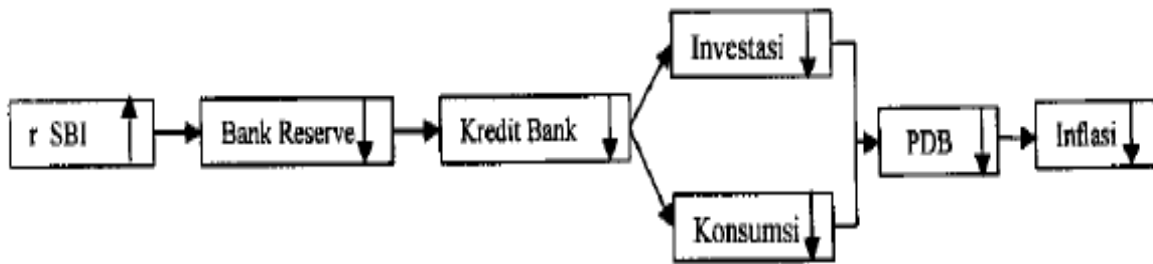 r SBI
Bank Reserve
Kredit Bank
Investasi
Konsumsi
PDB
Inflasi